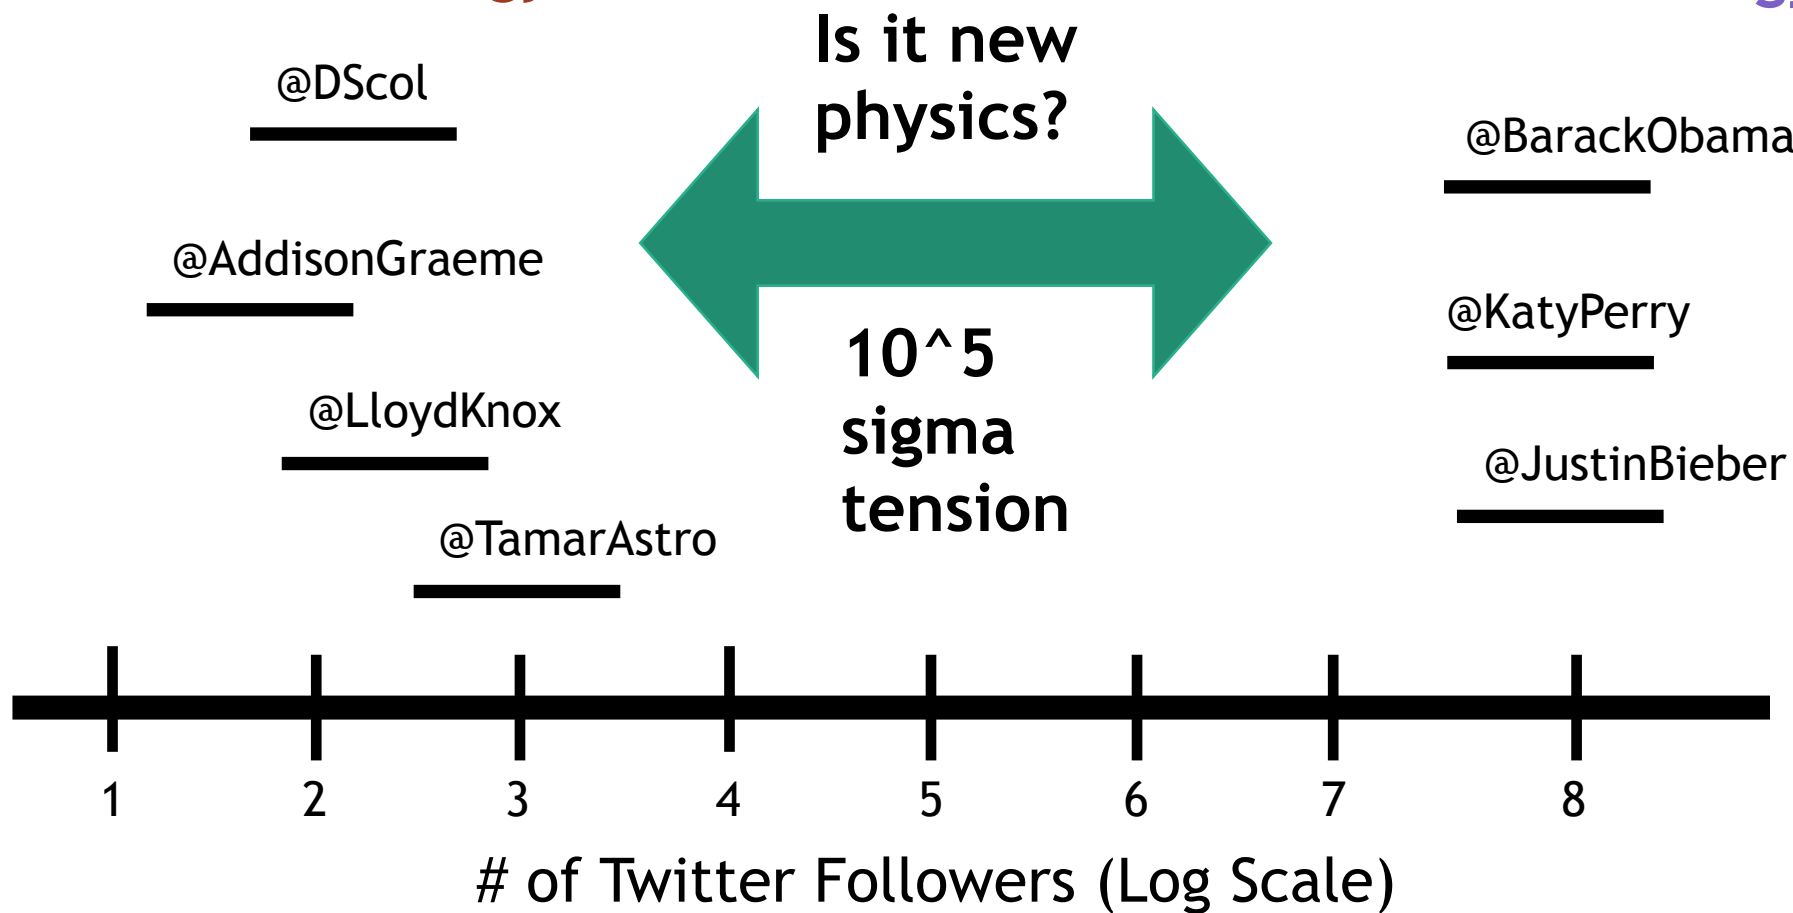 Is it new
physics?
@DScol
@BarackObama
@AddisonGraeme
@KatyPerry
10^5
sigma
tension
@LloydKnox
@JustinBieber
@TamarAstro
1 2 3 4 5 6 7 8
# of Twitter Followers (Log Scale)